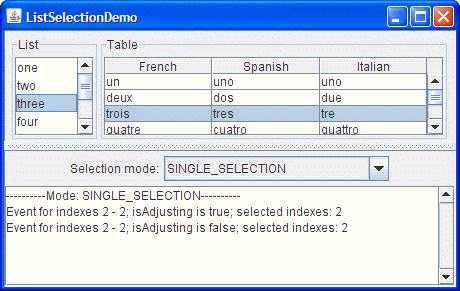 ListSelectionDemo
List
one
two
three
four
Table
French Spanish Italian
un uno uno
deux dos due
trois tres tre
quatre cuatro quattro
Selection mode: SINGLE_SELECTION
----------Mode: SINGLE_SELECTION----------
Event for indexes 2 - 2; isAdjusting is true; selected indexes: 2
Event for indexes 2 - 2; isAdjusting is false; selected indexes: 2